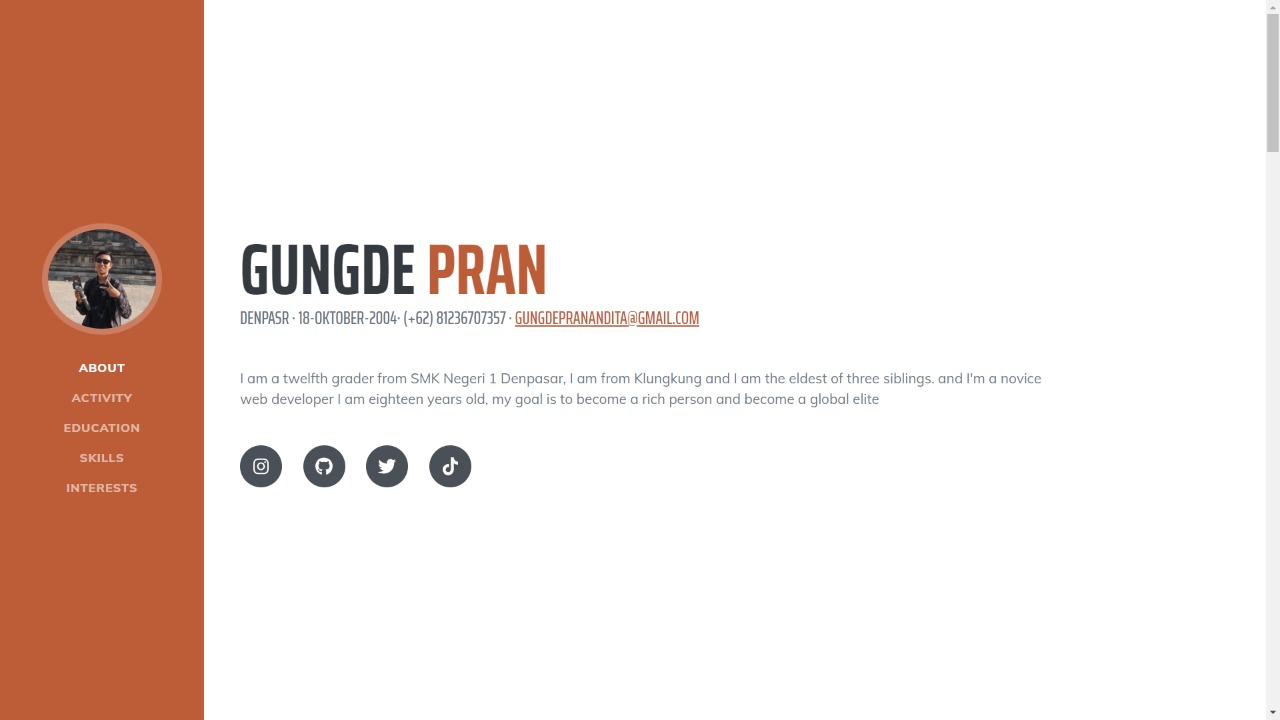 ABOUT
ACTIVITY
EDUCATION
SKILLS
INTERESTS
GUNGDE PRAN
DENPASR · 18-OKTOBER-2004· (+62) 81236707357 · GUNGDEPRANANDITA@GMAIL.COM
I am a twelfth grader from SMK Negeri 1 Denpasar, I am from Klungkung and I am the eldest of three siblings. and I'm a novice
web developer I am eighteen years old, my goal is to become a rich person and become a global elite